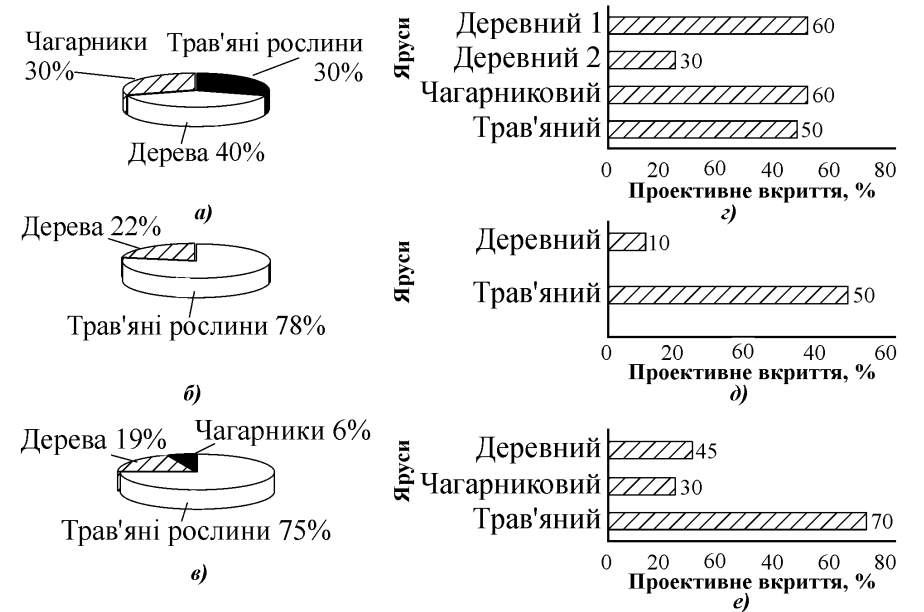 Чагарники
30%
Трав'яні рослини
30%
Дерева 40%
а)
Дерева 22%
Трав'яні рослини 78%
б)
Дерева 19%
Чагарники 6%
Трав'яні рослини 75%
в)
Яруси
Деревний 1
60
Деревний 2
30
Чагарниковий
60
Трав'яний
50
0 20 60 40 80
Проективне вкриття, %
г)
Яруси
Деревний
10
Трав'яний
50
0 20 60 40 60
Проективне вкриття, %
д)
Яруси
Деревний
45
Чагарниковий
30
Трав'яний
70
0 20 60 40 80
Проективне вкриття, %
е)